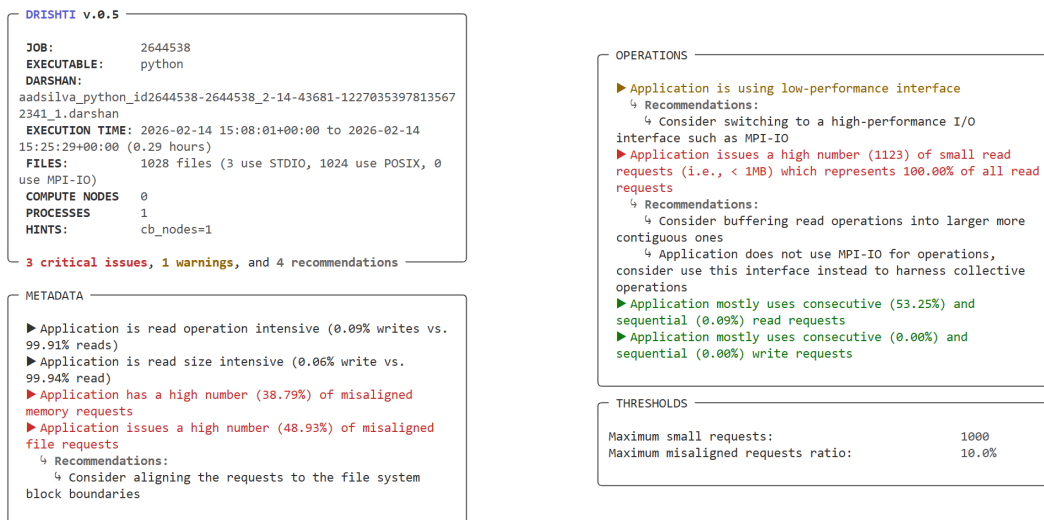 DRISHTI v.0.5
JOB: 2644538
EXECUTABLE: python
DARSHAN:
aadsilva_python_id2644538-2644538_2-14-43681-1227035397813567
2341_1.darshan
EXECUTION TIME: 2026-02-14 15:08:01+00:00 to 2026-02-14
15:25:29+00:00 (0.29 hours)
FILES: 1028 files (3 use STDIO, 1024 use POSIX, 0
use MPI-IO)
COMPUTE NODES 0
PROCESSES 1
HINTS: cb_nodes=1
3 critical issues, 1 warnings, and 4 recommendations
METADATA
▶ Application is read operation intensive (0.09% writes vs.
99.91% reads)
▶ Application is read size intensive (0.06% write vs.
99.94% read)
▶ Application has a high number (38.79%) of misaligned
memory requests
▶ Application issues a high number (48.93%) of misaligned
file requests
↳ Recommendations:
↳ Consider aligning the requests to the file system
block boundaries
OPERATIONS
▶ Application is using low-performance interface
↳ Recommendations:
↳ Consider switching to a high-performance I/O
interface such as MPI-IO
▶ Application issues a high number (1123) of small read
requests (i.e., < 1MB) which represents 100.00% of all read
requests
↳ Recommendations:
↳ Consider buffering read operations into larger more
contiguous ones
↳ Application does not use MPI-IO for operations,
consider use this interface instead to harness collective
operations
▶ Application mostly uses consecutive (53.25%) and
sequential (0.09%) read requests
▶ Application mostly uses consecutive (0.00%) and
sequential (0.00%) write requests
THRESHOLDS
Maximum small requests: 1000
Maximum misaligned requests ratio: 10.0%